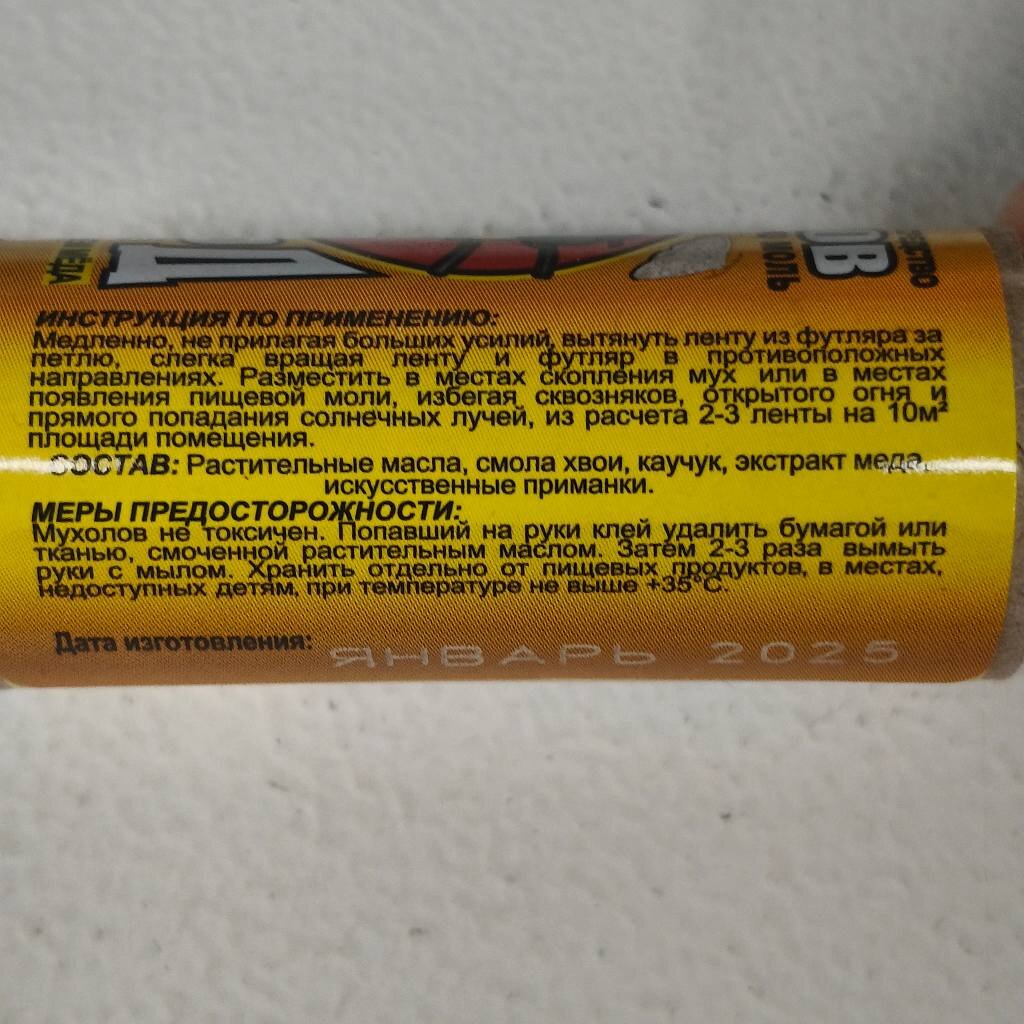 ИНСТРУКЦИЯ ПО ПРИМЕНЕНИЮ:
Медленно, не прилагая больших усилий, вытянуть ленту из футляра за
петлю, слегка вращая ленту и футляр в противоположных
направлениях. Разместить в местах скопления мух или в местах
появления пищевой моли, избегая сквозняков, открытого огня и
прямого попадания солнечных лучей, из расчета 2-3 ленты на 10м²
площади помещения.
СОСТАВ: Растительные масла, смола хвои, каучук, экстракт меда,
искусственные приманки.
МЕРЫ ПРЕДОСТОРОЖНОСТИ:
Мухолов не токсичен. Попавший на руки клей удалить бумагой или
тканью, смоченной растительным маслом. Затем 2-3 раза вымыть
руки с мылом. Хранить отдельно от пищевых продуктов, в местах,
недоступных детям, при температуре не выше +35°С.
Дата изготовления: ЯНВАРЬ 2025